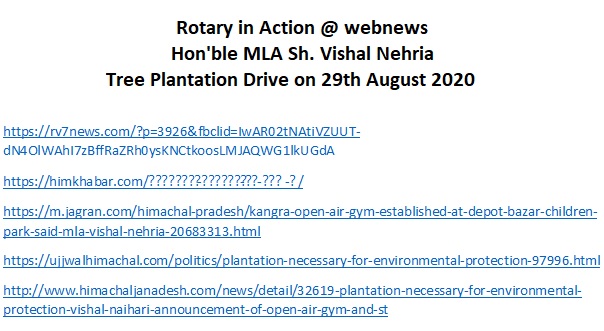 Rotary in Action @ webnews
Hon'ble MLA Sh. Vishal Nehria
Tree Plantation Drive on 29th August 2020
https://rv7news.com/?p=3926&fbclid=IwAR02tNAtiVZUUT-
dN4OlWAhI7zBffRaZRh0ysKNCtkoosLMJAQWG1lkUGdA
https://himkhabar.com/????????-?????????-??? -? /
https://m.jagran.com/himachal-pradesh/kangra-open-air-gym-established-at-depot-bazar-children-
park-said-mla-vishal-nehria-20683313.html
https://ujjwalhimachal.com/politics/plantation-necessary-for-environmental-protection-97996.html
http://www.himachaljanadesh.com/news/detail/32619-plantation-necessary-for-environmental-
protection-vishal-naihari-announcement-of-open-air-gym-and-st